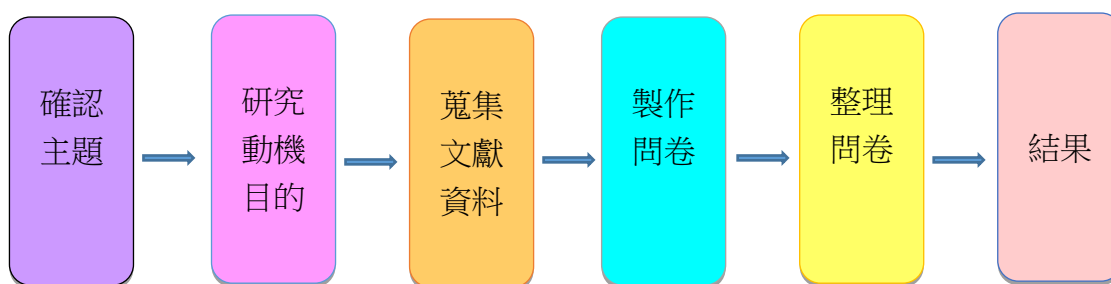 確認
主題
研究
動機
目的
蒐集
文獻
資料
製作
問卷
整理
問卷
結果